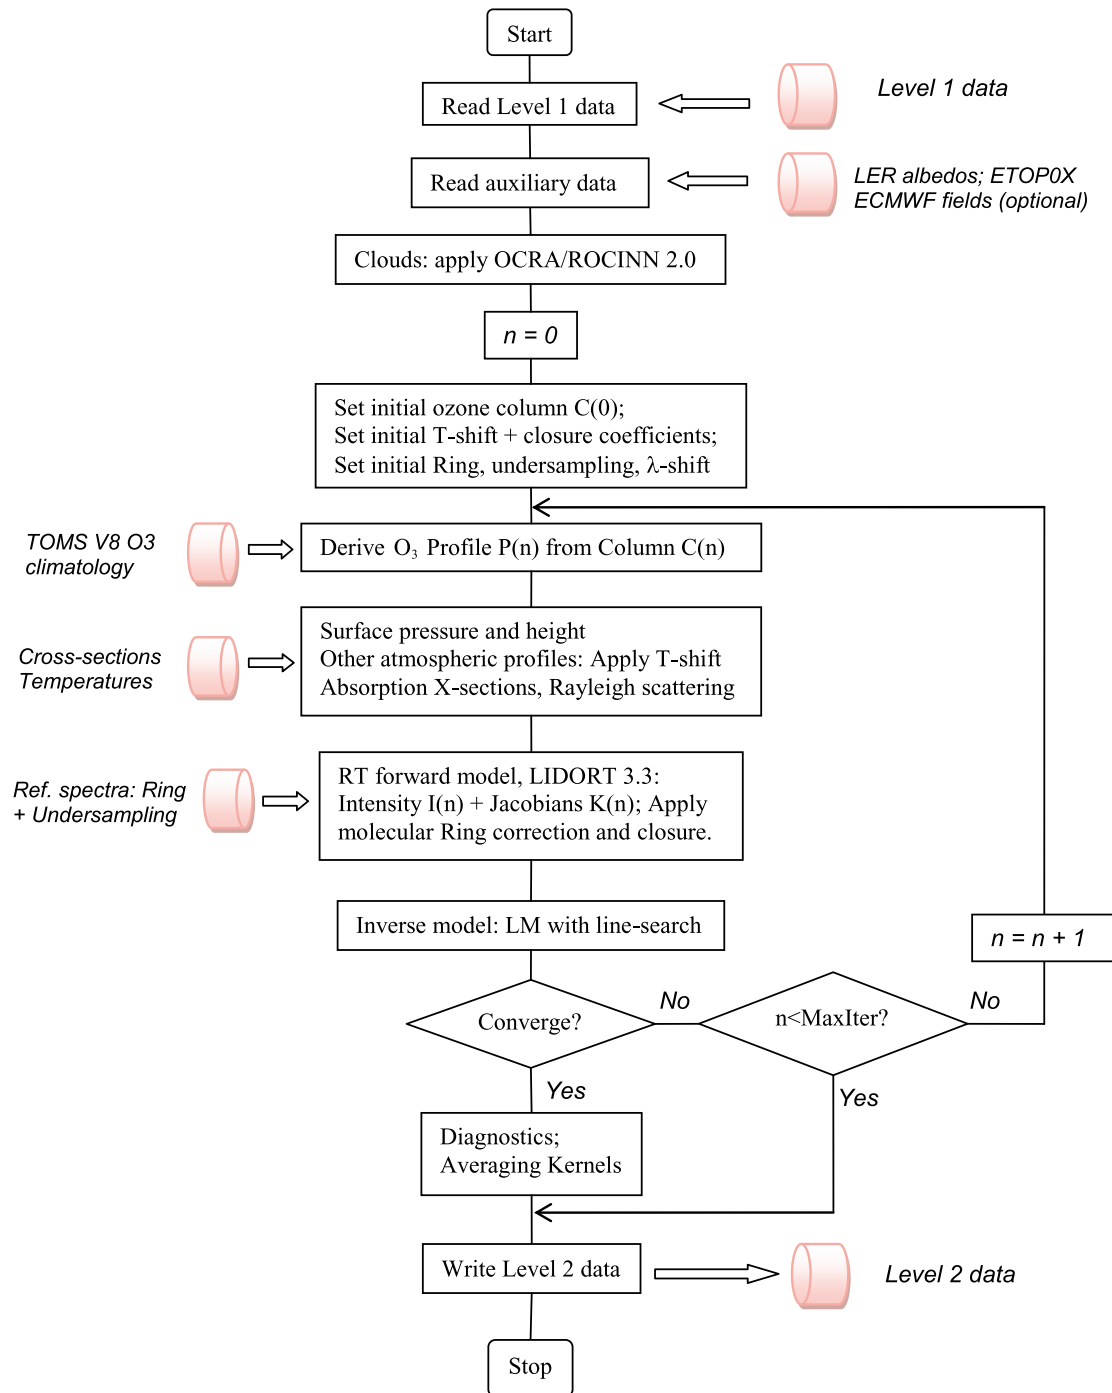 Start
Read Level 1 data
Level 1 data
Read auxiliary data
LER albedos; ETOP0X
ECMWF fields (optional)
Clouds: apply OCRA/ROCINN 2.0
n = 0
Set initial ozone column C(0);
Set initial T-shift + closure coefficients;
Set initial Ring, undersampling, λ-shift
TOMS V8 O3
climatology
Derive O₃ Profile P(n) from Column C(n)
Cross-sections
Temperatures
Surface pressure and height
Other atmospheric profiles: Apply T-shift
Absorption X-sections, Rayleigh scattering
Ref. spectra: Ring
+ Undersampling
RT forward model, LIDORT 3.3:
Intensity I(n) + Jacobians K(n); Apply
molecular Ring correction and closure.
Inverse model: LM with line-search
n = n + 1
Converge?
No
n<MaxIter?
No
Yes
Yes
Diagnostics;
Averaging Kernels
Write Level 2 data
Level 2 data
Stop